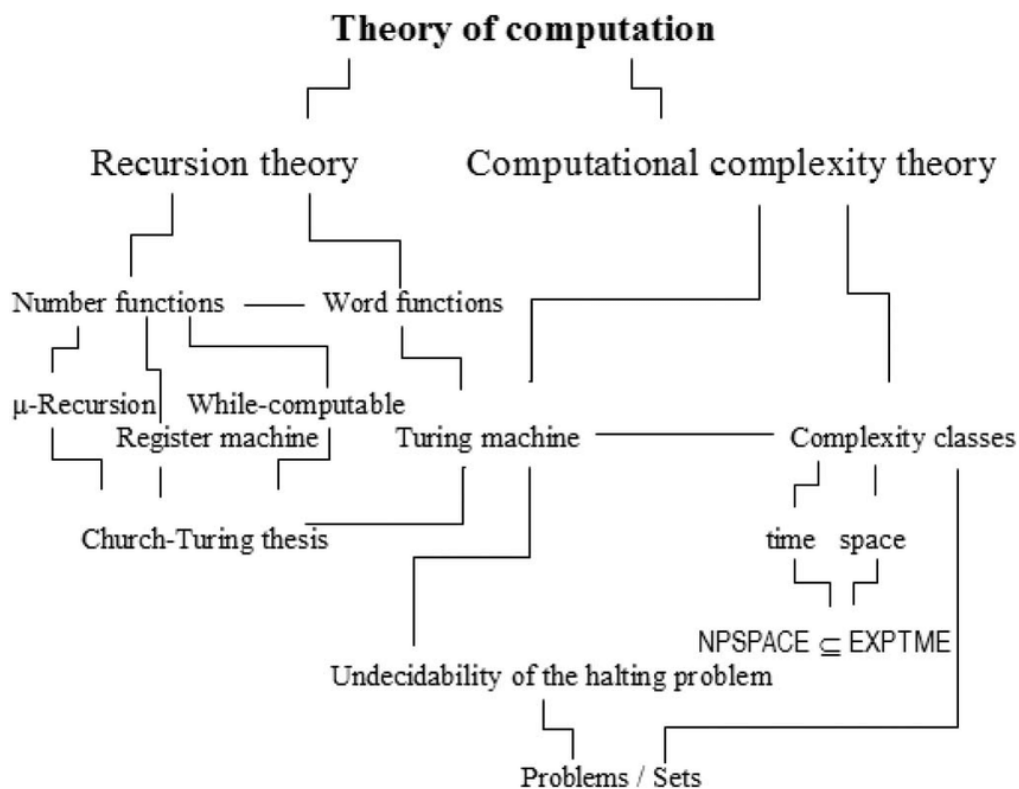 Theory of computation
Recursion theory
Computational complexity theory
Number functions
Word functions
μ-Recursion
While-computable
Register machine
Turing machine
Complexity classes
Church-Turing thesis
time
space
NPSPACE ⊆ EXPTME
Undecidability of the halting problem
Problems / Sets